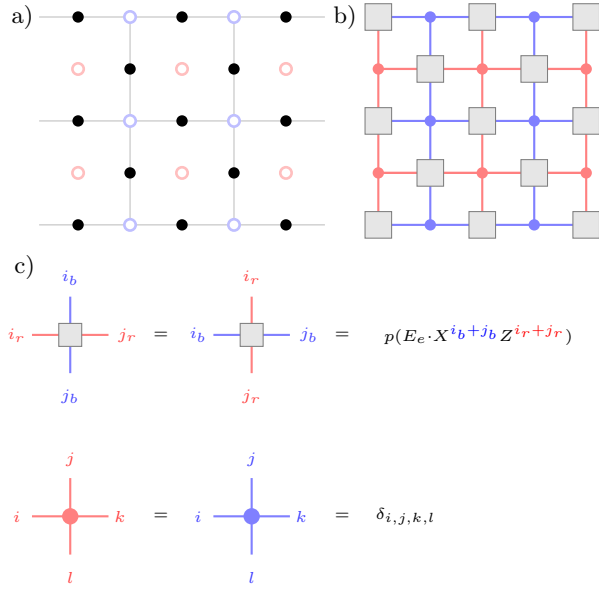 a)
b)
c)
i_b
i_r
i_r j_r = i_b j_b = p(E_e · X^{i_b+j_b} Z^{i_r+j_r})
j_b
j_r
j
j
i k = i k = δ_{i,j,k,l}
l
l